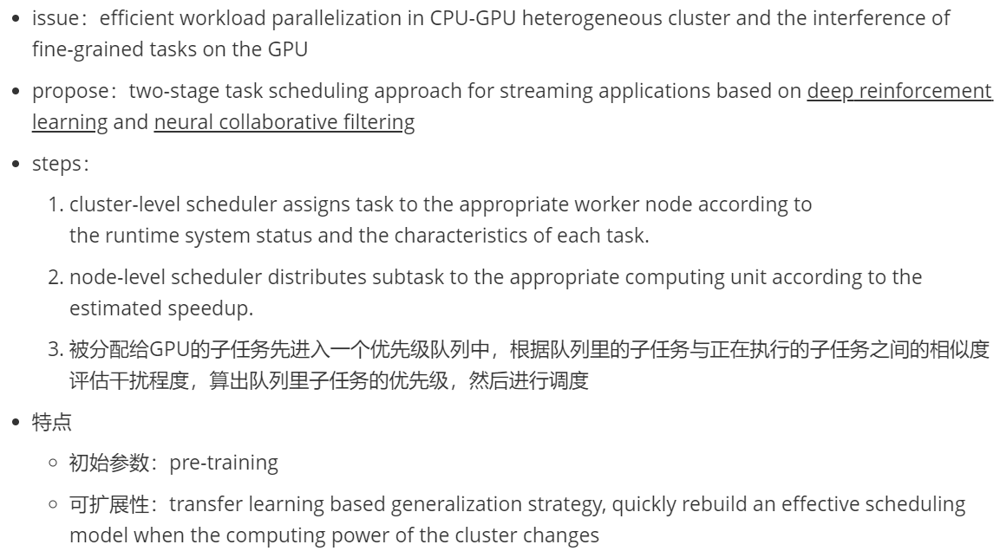 • issue：efficient workload parallelization in CPU-GPU heterogeneous cluster and the interference of
fine-grained tasks on the GPU
• propose：two-stage task scheduling approach for streaming applications based on deep reinforcement
learning and neural collaborative filtering
• steps：
1. cluster-level scheduler assigns task to the appropriate worker node according to
the runtime system status and the characteristics of each task.
2. node-level scheduler distributes subtask to the appropriate computing unit according to the
estimated speedup.
3. 被分配给GPU的子任务先进入一个优先级队列中，根据队列里的子任务与正在执行的子任务之间的相似度
评估干扰程度，算出队列里子任务的优先级，然后进行调度
• 特点
○ 初始参数：pre-training
○ 可扩展性：transfer learning based generalization strategy, quickly rebuild an effective scheduling
model when the computing power of the cluster changes